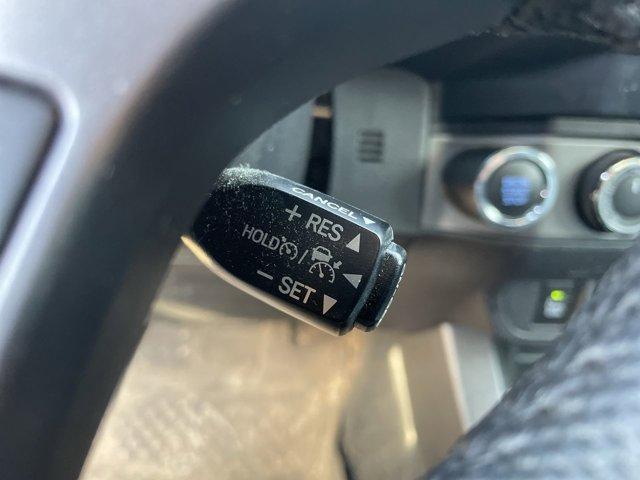 CANCEL
+ RES
HOLD /
− SET